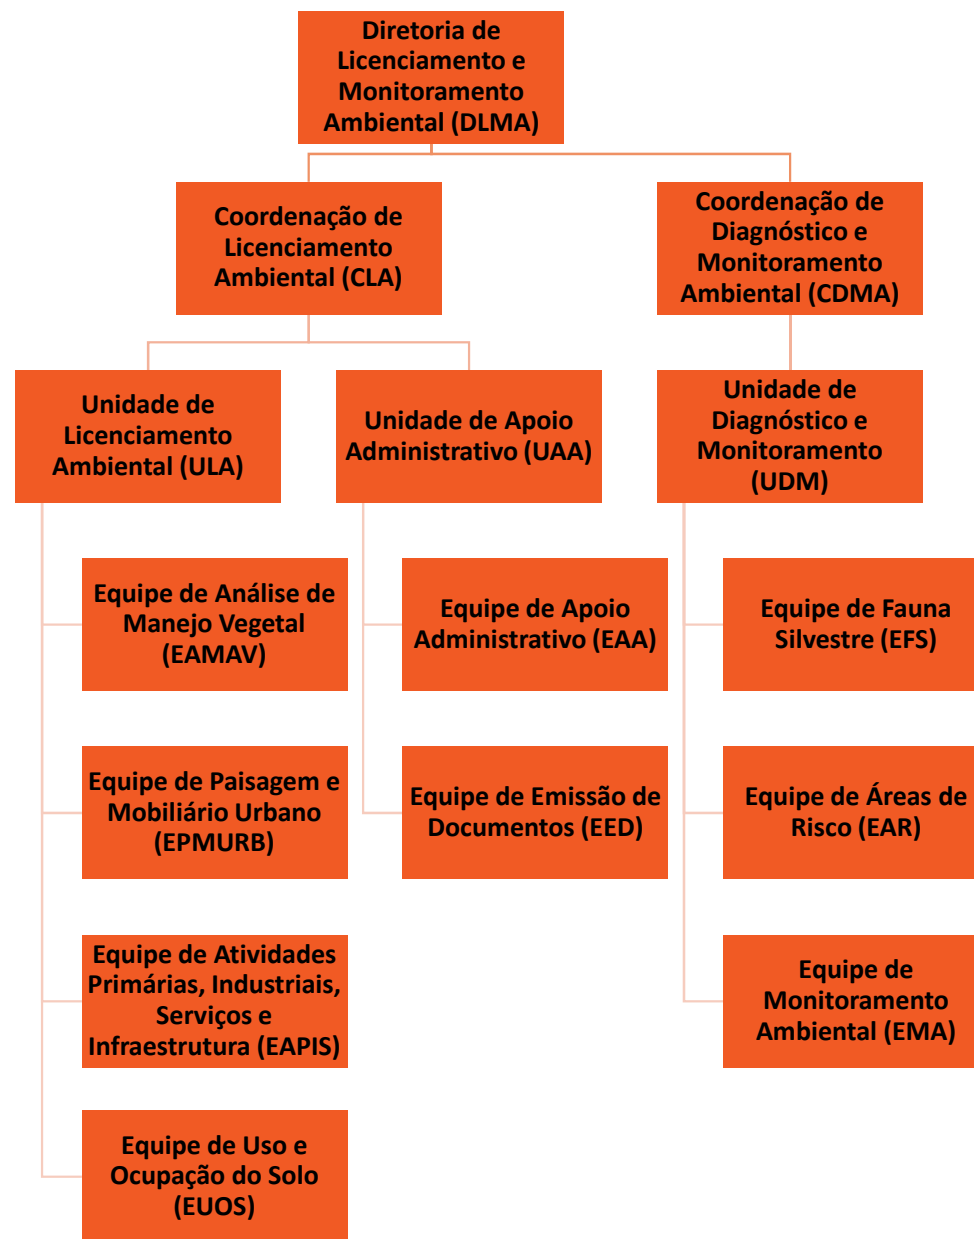 Diretoria de
Licenciamento e
Monitoramento
Ambiental (DLMA)
Coordenação de
Licenciamento
Ambiental (CLA)
Coordenação de
Diagnóstico e
Monitoramento
Ambiental (CDMA)
Unidade de
Licenciamento
Ambiental (ULA)
Unidade de Apoio
Administrativo (UAA)
Unidade de
Diagnóstico e
Monitoramento
(UDM)
Equipe de Análise de
Manejo Vegetal
(EAMAV)
Equipe de Apoio
Administrativo (EAA)
Equipe de Fauna
Silvestre (EFS)
Equipe de Paisagem e
Mobiliário Urbano
(EPMURB)
Equipe de Emissão de
Documentos (EED)
Equipe de Áreas de
Risco (EAR)
Equipe de Atividades
Primárias, Industriais,
Serviços e
Infraestrutura (EAPIS)
Equipe de
Monitoramento
Ambiental (EMA)
Equipe de Uso e
Ocupação do Solo
(EUOS)